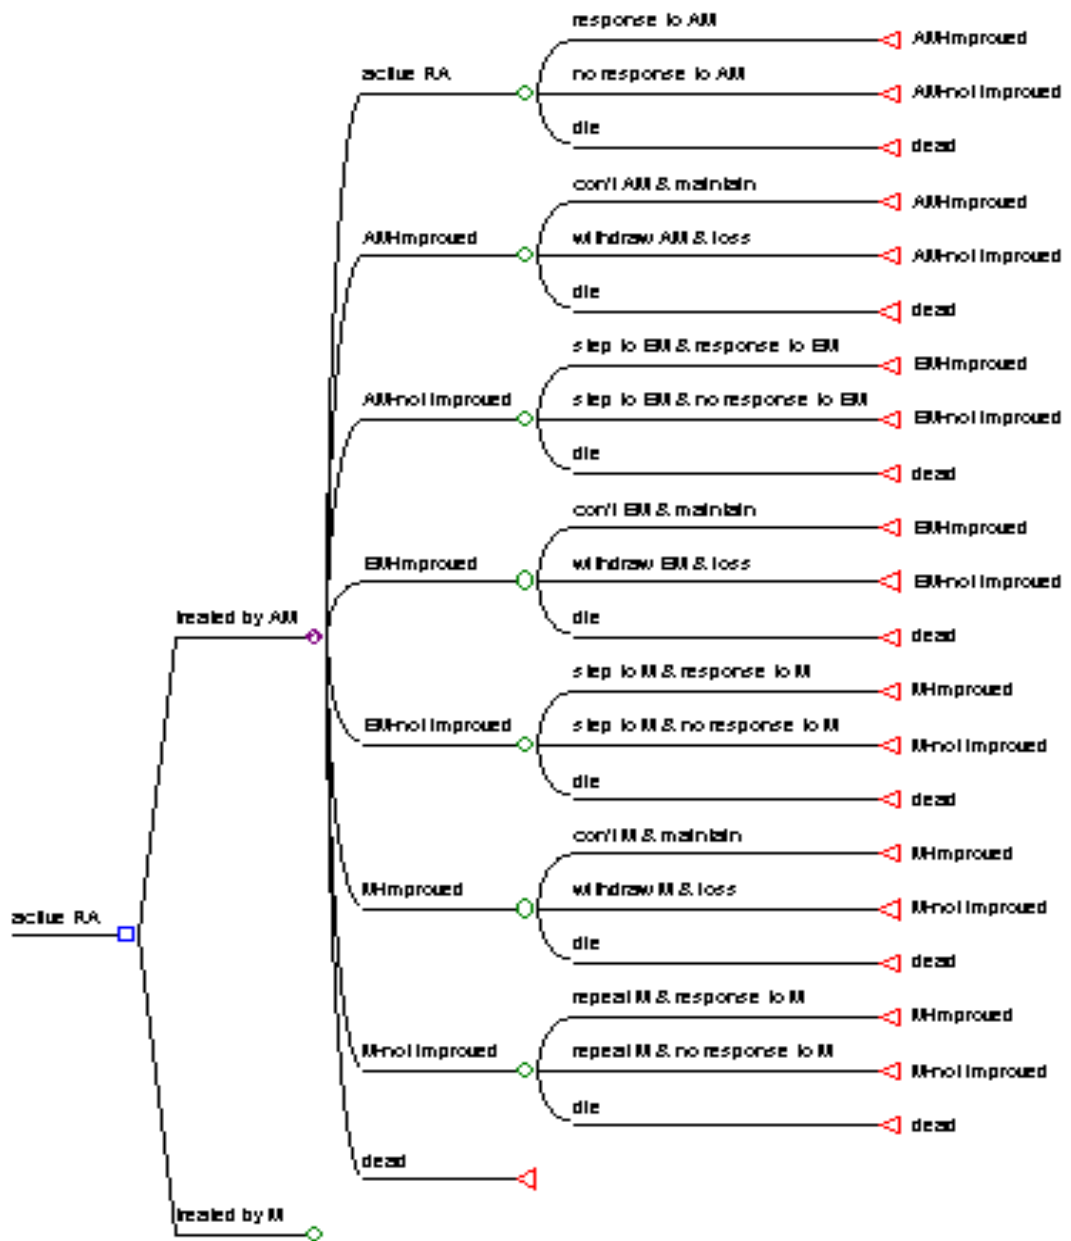 response to AM
AM-improved
active RA
no response to AM
AM-not improved
die
dead
con't AM & maintain
AM-improved
AM-improved
withdraw AM & loss
AM-not improved
die
dead
step to EM & response to EM
EM-improved
AM-not improved
step to EM & no response to EM
EM-not improved
die
dead
con't EM & maintain
EM-improved
EM-improved
withdraw EM & loss
EM-not improved
die
dead
treated by AM
step to M & response to M
M-improved
EM-not improved
step to M & no response to M
M-not improved
die
dead
con't M & maintain
M-improved
M-improved
withdraw M & loss
M-not improved
active RA
die
dead
repeat M & response to M
M-improved
M-not improved
repeat M & no response to M
M-not improved
die
dead
dead
treated by M